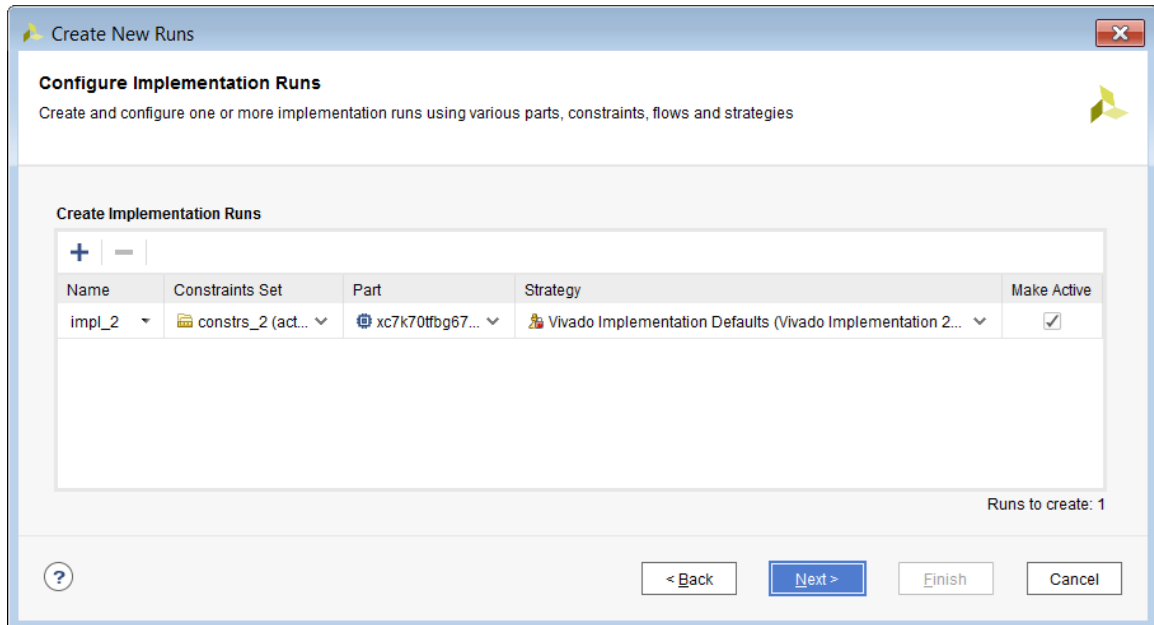 Create New Runs
Configure Implementation Runs
Create and configure one or more implementation runs using various parts, constraints, flows and strategies
Create Implementation Runs
Name Constraints Set Part Strategy Make Active
impl_2 constrs_2 (act... xc7k70tfbg67... Vivado Implementation Defaults (Vivado Implementation 2...
Runs to create: 1
? < Back Next > Finish Cancel